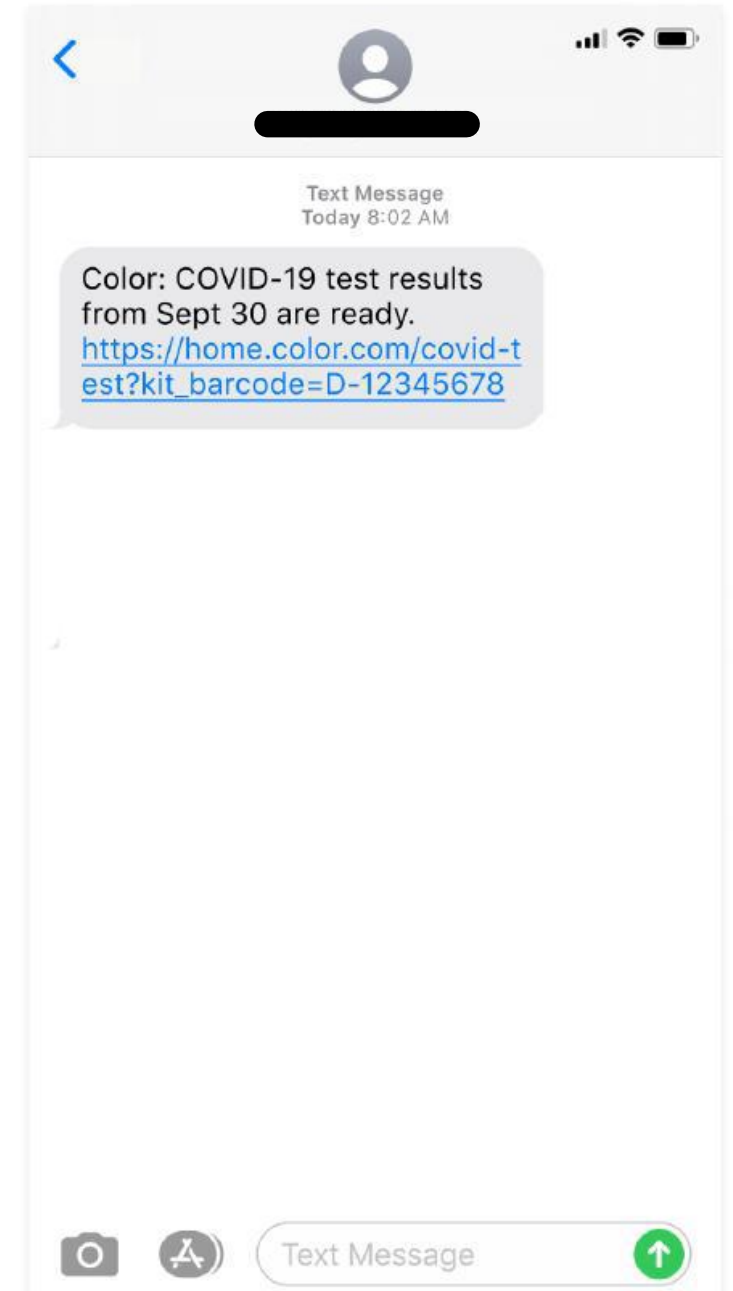 Text Message
Today 8:02 AM
Color: COVID-19 test results
from Sept 30 are ready.
https://home.color.com/covid-t
est?kit_barcode=D-12345678
Text Message